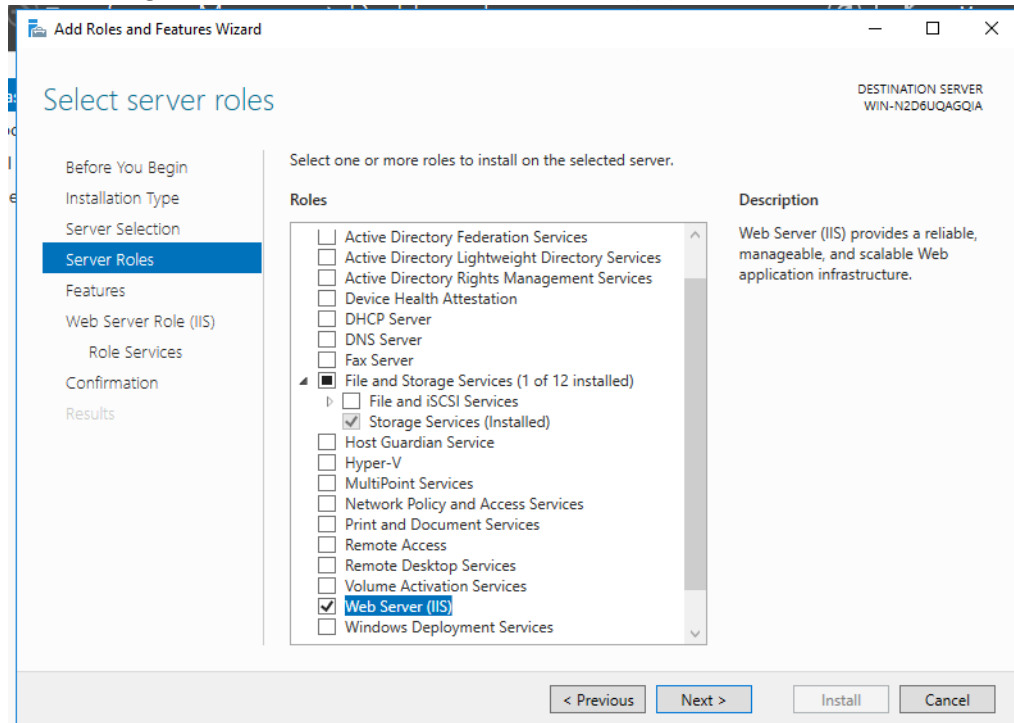 Add Roles and Features Wizard
Select server roles
DESTINATION SERVER
WIN-N2D6UQAGQIA
Before You Begin
Installation Type
Server Selection
Server Roles
Features
Web Server Role (IIS)
Role Services
Confirmation
Results
Select one or more roles to install on the selected server.
Roles
Active Directory Federation Services
Active Directory Lightweight Directory Services
Active Directory Rights Management Services
Device Health Attestation
DHCP Server
DNS Server
Fax Server
File and Storage Services (1 of 12 installed)
File and iSCSI Services
Storage Services (Installed)
Host Guardian Service
Hyper-V
MultiPoint Services
Network Policy and Access Services
Print and Document Services
Remote Access
Remote Desktop Services
Volume Activation Services
Web Server (IIS)
Windows Deployment Services
Description
Web Server (IIS) provides a reliable,
manageable, and scalable Web
application infrastructure.
< Previous
Next >
Install
Cancel